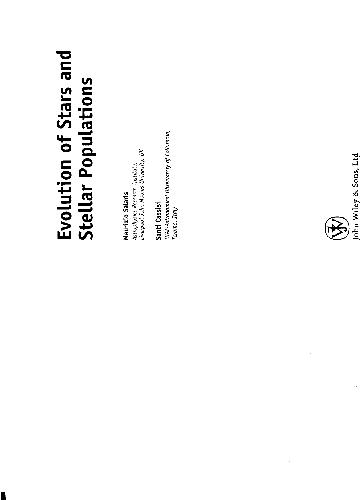 Evolution of Stars and
Stellar Populations
Maurizio Salaris
Astrophysics Research Institute,
Liverpool John Moores University, UK
Santi Cassisi
INAF-Astronomical Observatory of Collurania,
Teramo, Italy
John Wiley & Sons, Ltd